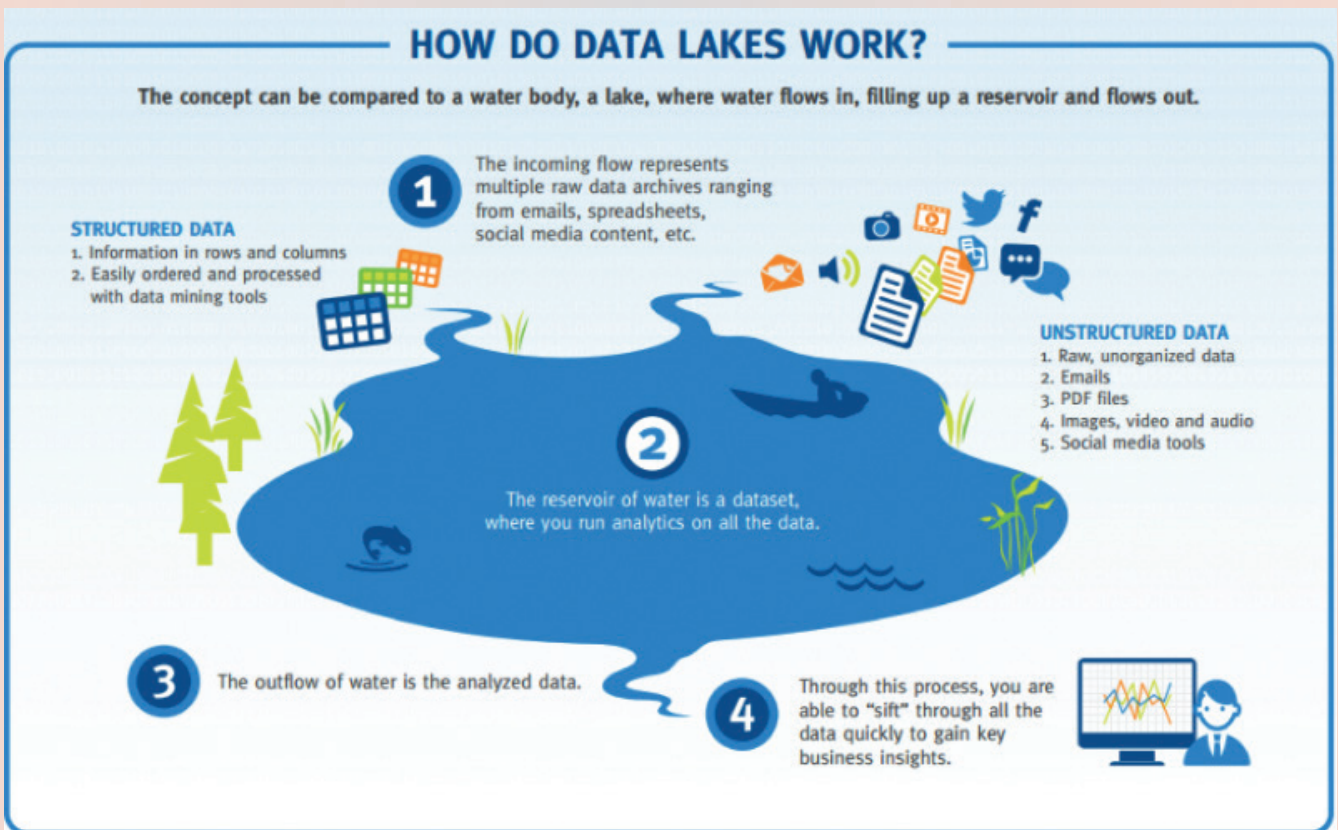 HOW DO DATA LAKES WORK?
The concept can be compared to a water body, a lake, where water flows in, filling up a reservoir and flows out.
1
The incoming flow represents
multiple raw data archives ranging
from emails, spreadsheets,
social media content, etc.
STRUCTURED DATA
1. Information in rows and columns
2. Easily ordered and processed
with data mining tools
UNSTRUCTURED DATA
1. Raw, unorganized data
2. Emails
3. PDF files
4. Images, video and audio
5. Social media tools
2
The reservoir of water is a dataset,
where you run analytics on all the data.
3
The outflow of water is the analyzed data.
4
Through this process, you are
able to “sift” through all the
data quickly to gain key
business insights.